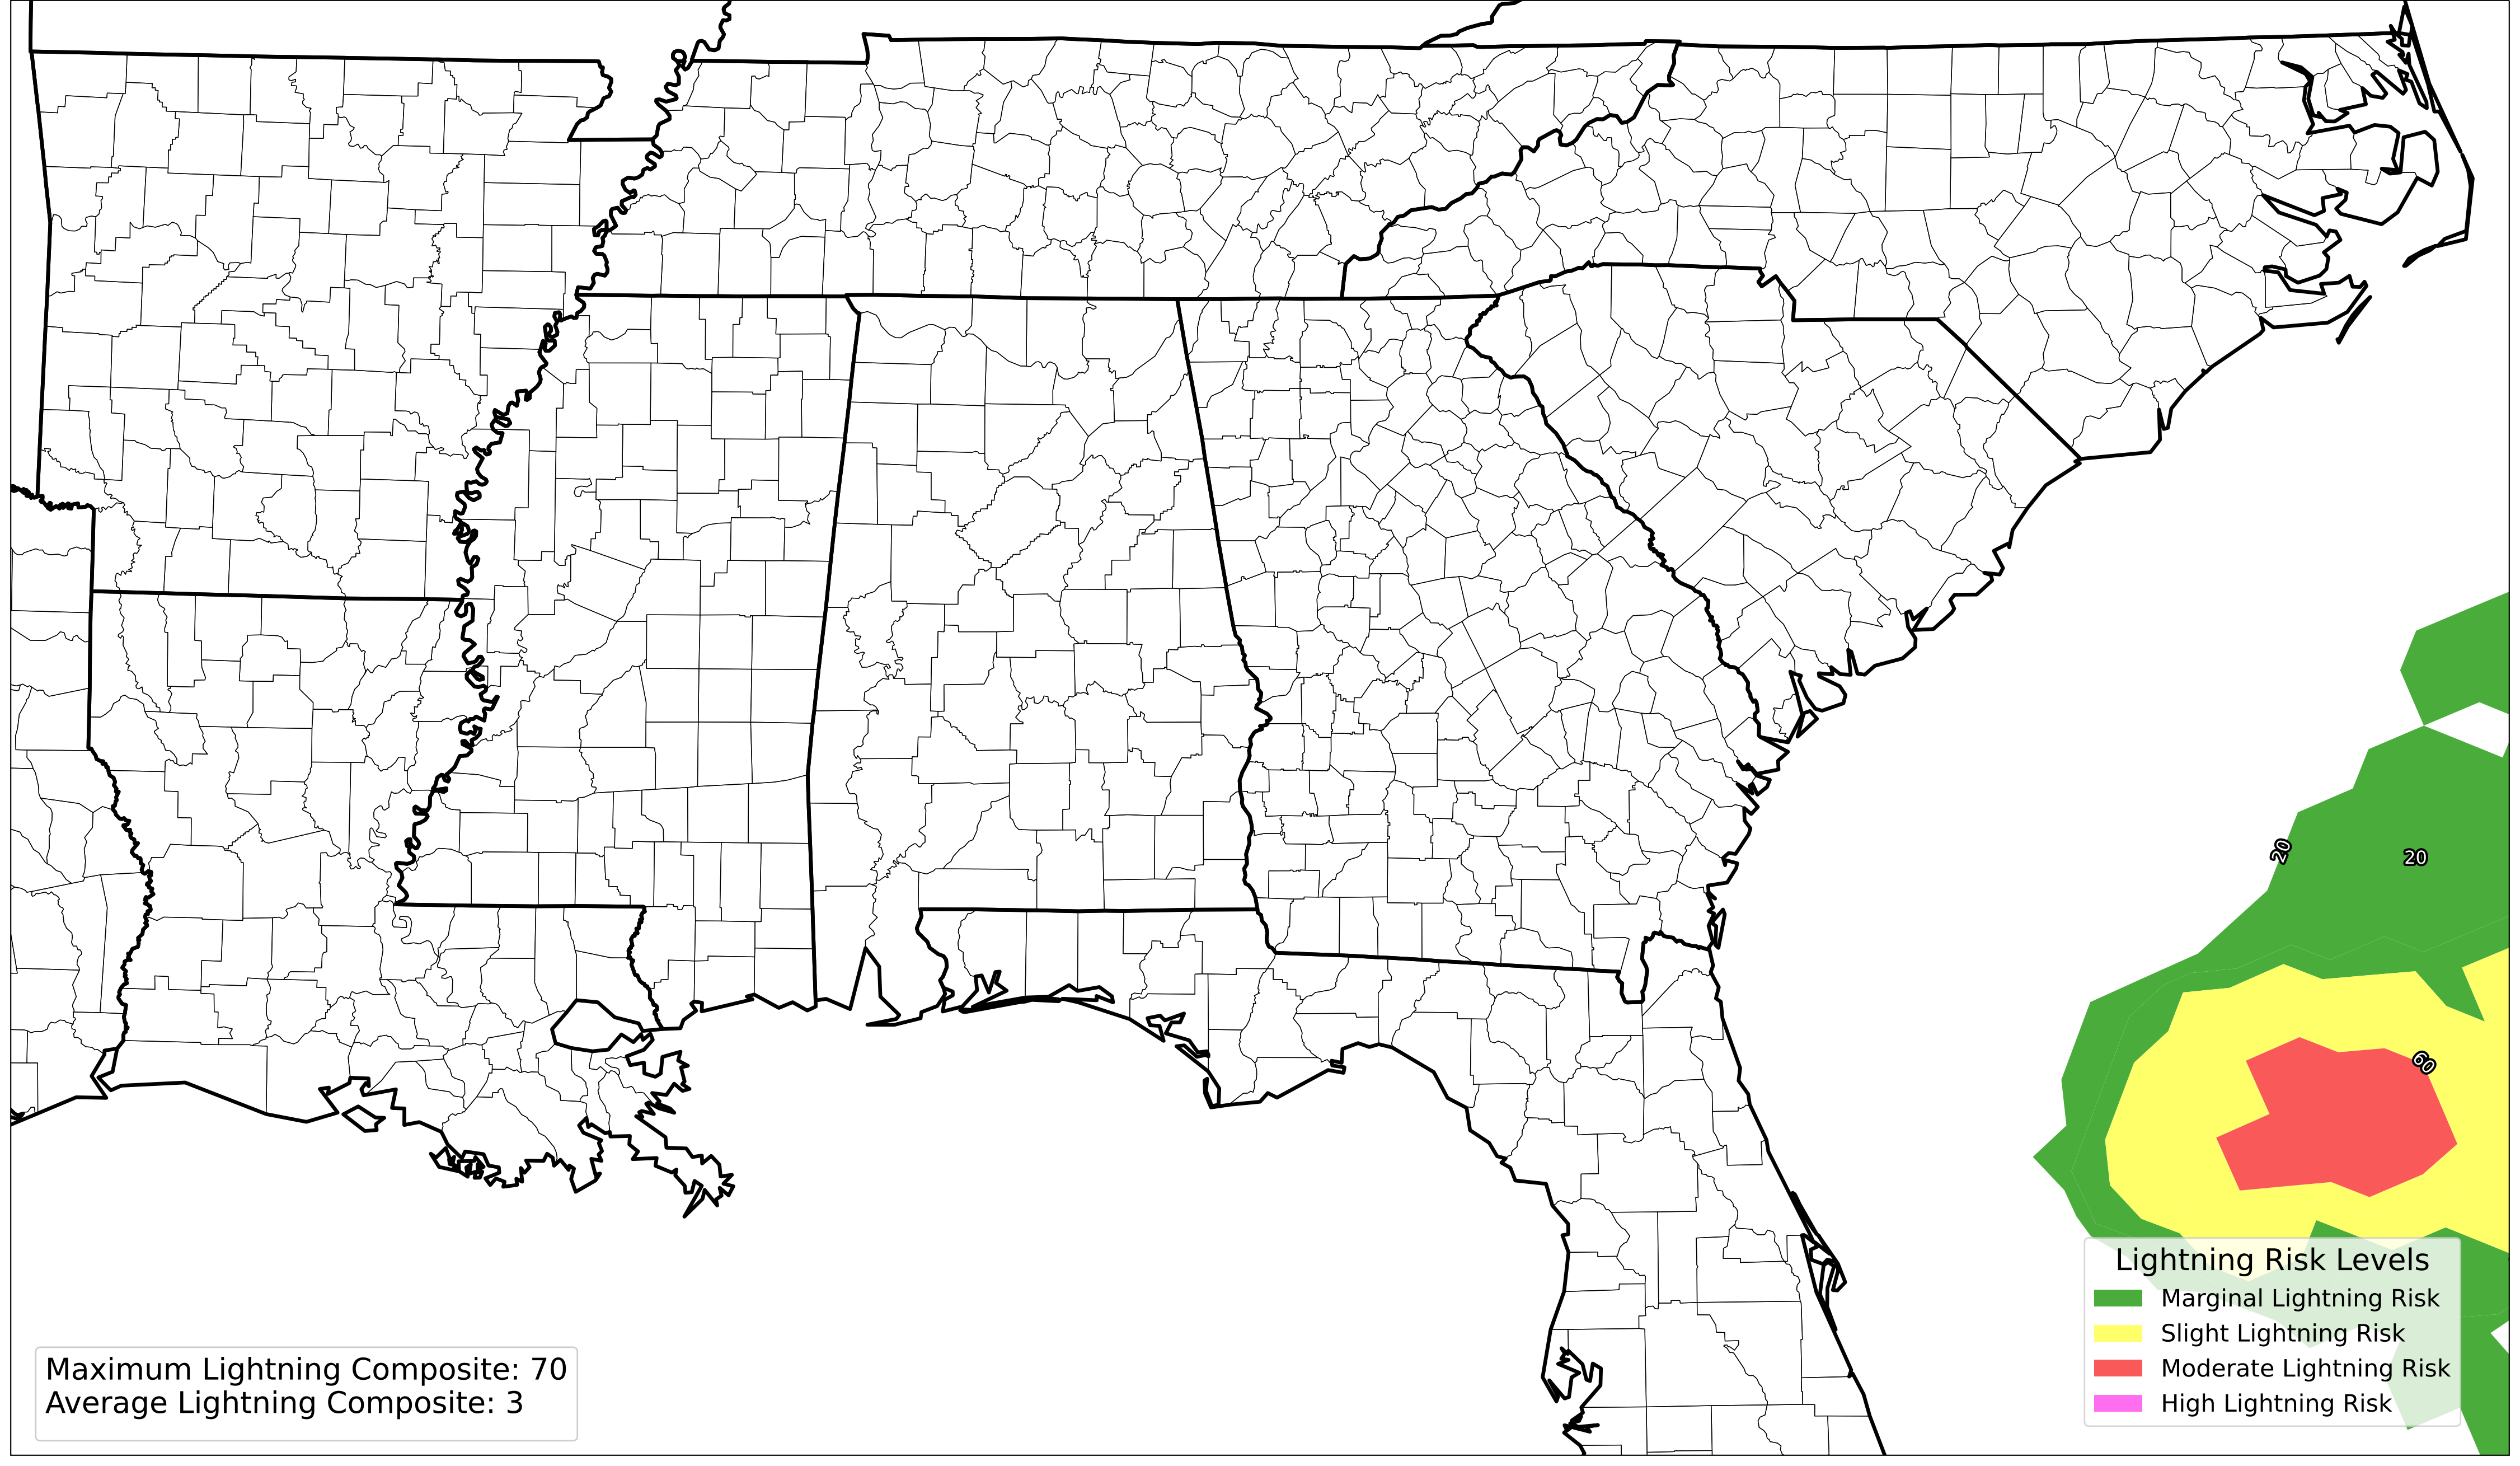 20
20
60
Lightning Risk Levels
Marginal Lightning Risk
Slight Lightning Risk
Moderate Lightning Risk
High Lightning Risk
Maximum Lightning Composite: 70
Average Lightning Composite: 3